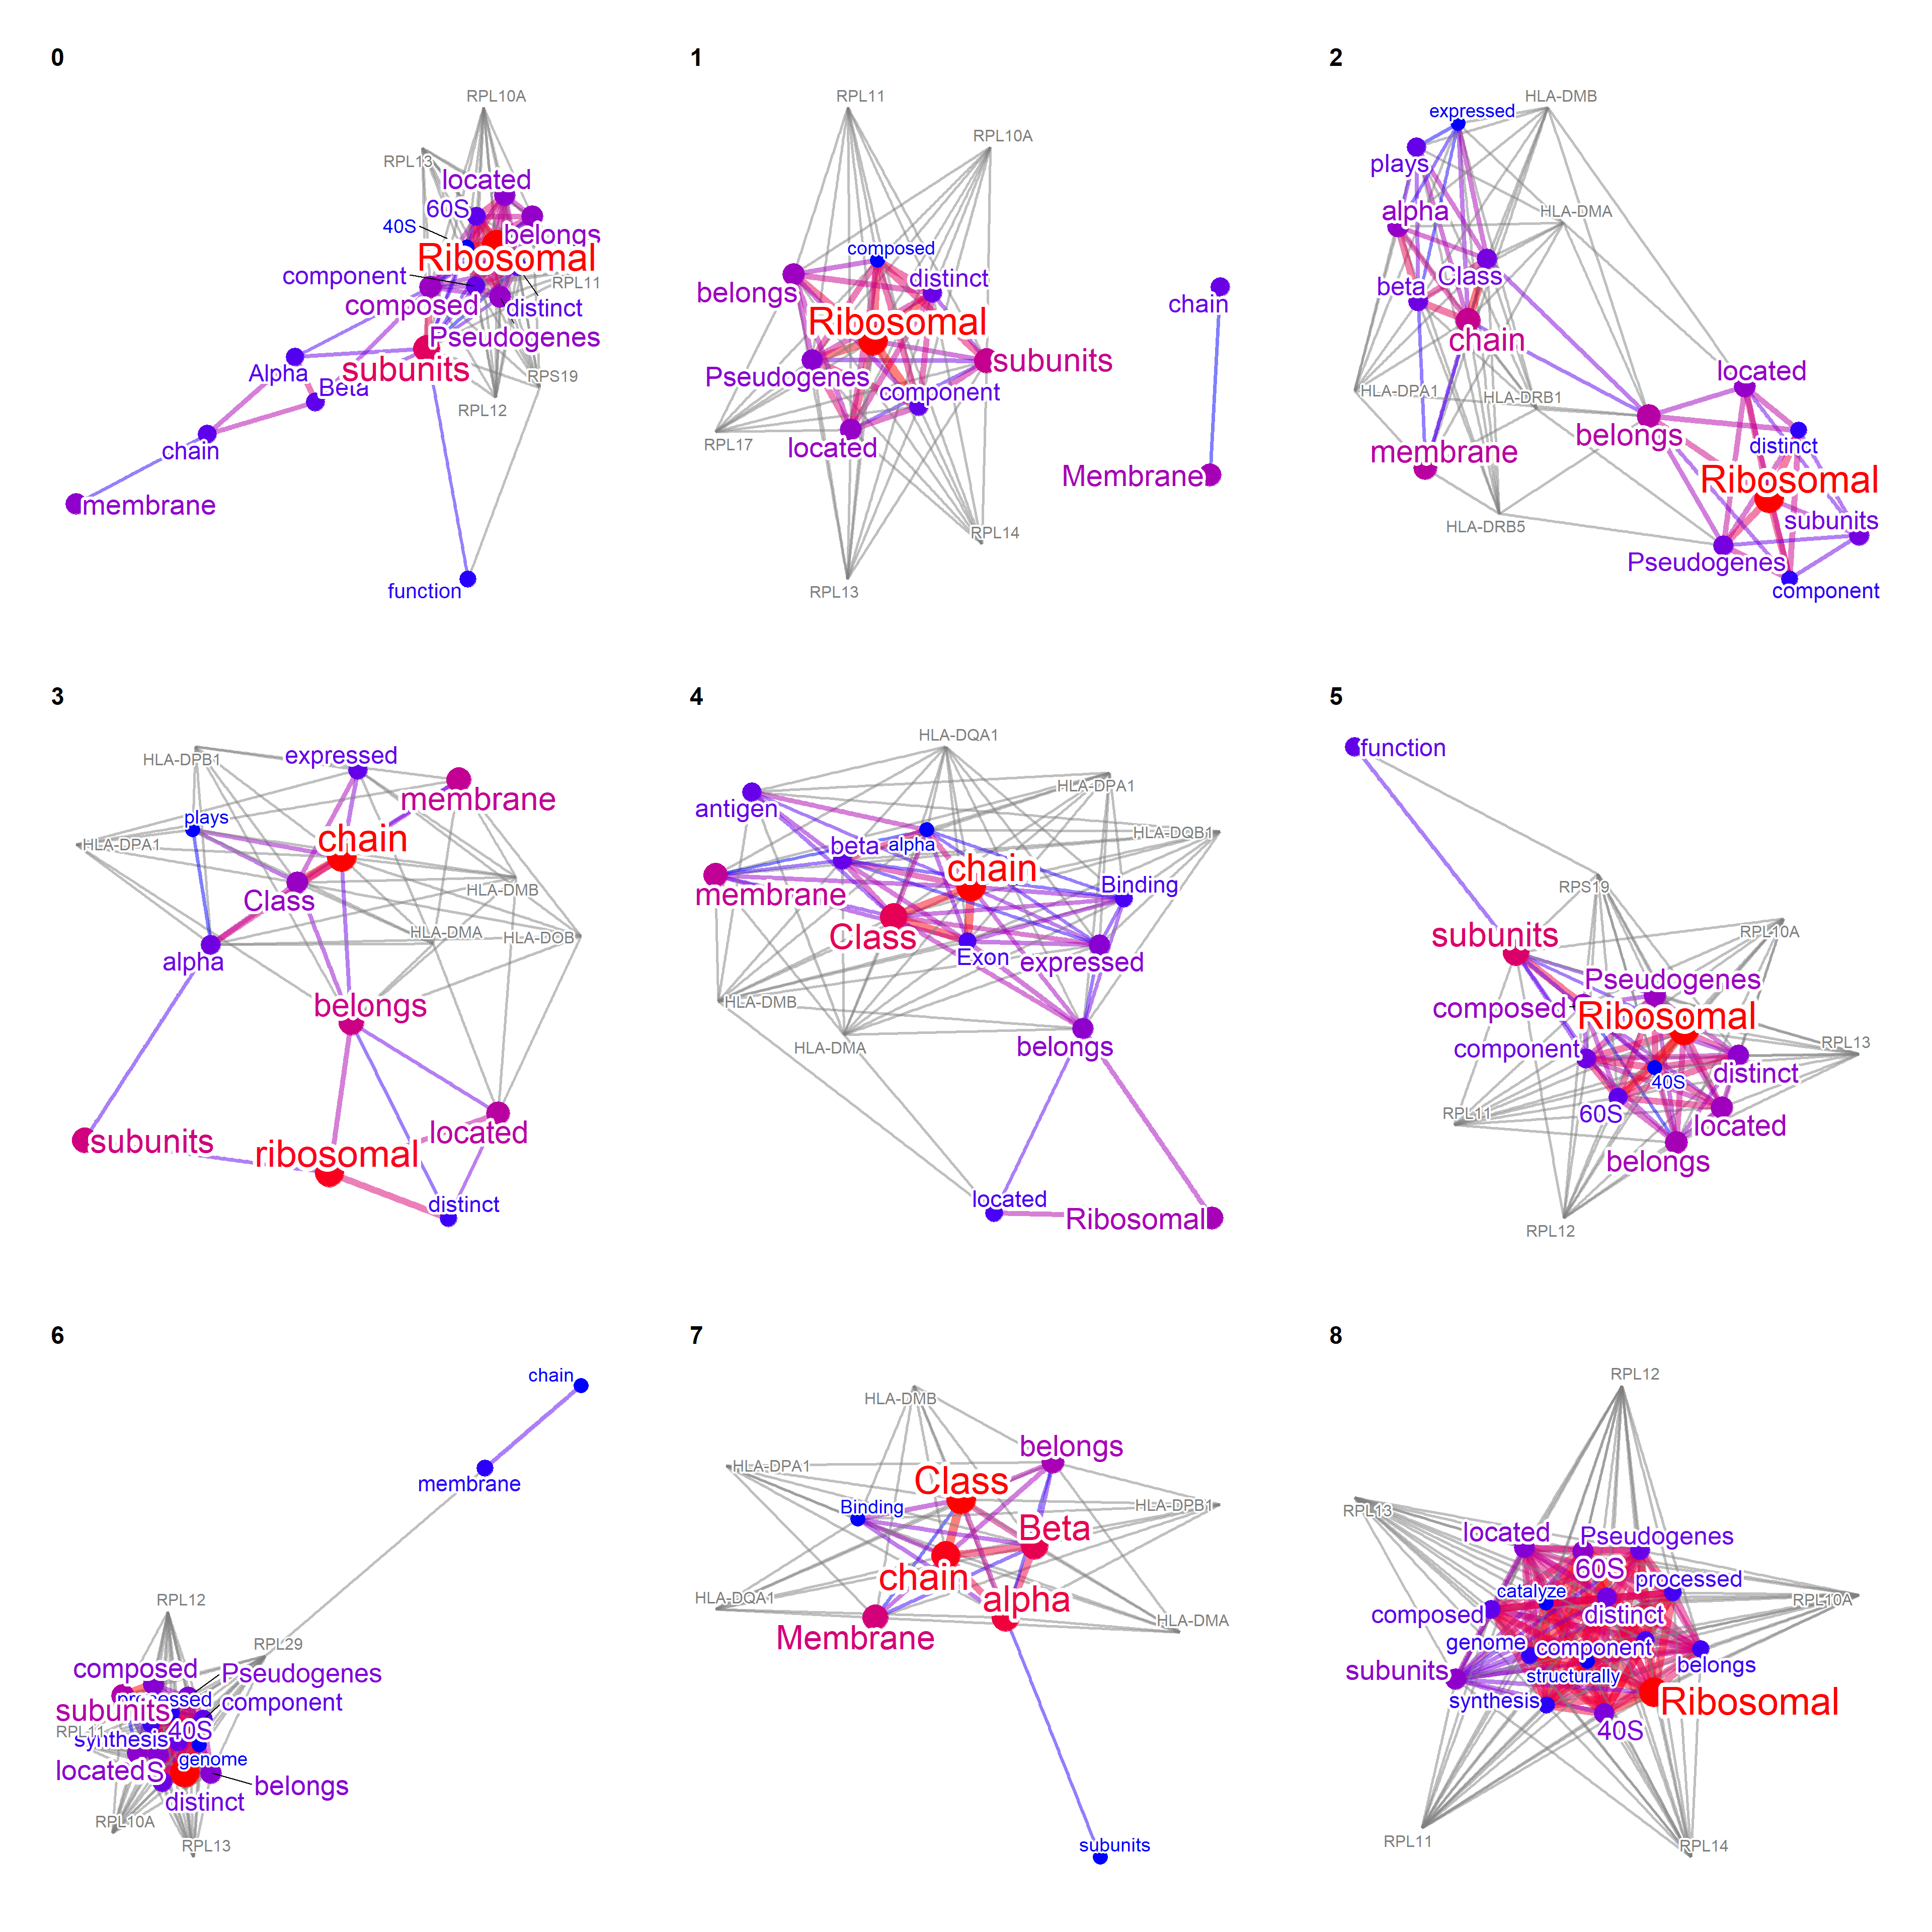 0
RPL10A
RPL13
located
60S
40S
belongs
Ribosomal
component
RPL11
composed
distinct
Pseudogenes
subunits
Alpha
Beta
RPS19
RPL12
chain
membrane
function
1
RPL11
RPL10A
composed
distinct
belongs
chain
Ribosomal
subunits
Pseudogenes
component
RPL17
located
Membrane
RPL14
RPL13
2
HLA-DMB
expressed
plays
alpha
HLA-DMA
Class
beta
chain
located
HLA-DPA1
HLA-DRB1
belongs
distinct
membrane
Ribosomal
HLA-DRB5
subunits
Pseudogenes
component
3
HLA-DPB1
expressed
membrane
plays
chain
HLA-DPA1
HLA-DMB
Class
HLA-DMA
HLA-DOB
alpha
belongs
located
subunits
ribosomal
distinct
4
HLA-DQA1
HLA-DPA1
antigen
HLA-DQB1
beta
alpha
chain
Binding
membrane
Class
Exon
expressed
HLA-DMB
HLA-DMA
belongs
located
Ribosomal
5
function
RPS19
RPL10A
subunits
Pseudogenes
composed
Ribosomal
RPL13
component
distinct
40S
60S
RPL11
located
belongs
RPL12
6
chain
membrane
RPL12
RPL29
composed
Pseudogenes
processed
component
subunits
RPL11
40S
synthesis
genome
located
S
belongs
distinct
RPL10A
RPL13
7
HLA-DMB
belongs
HLA-DPA1
Class
Binding
HLA-DPB1
Beta
chain
HLA-DQA1
alpha
HLA-DMA
Membrane
subunits
8
RPL12
RPL13
located
Pseudogenes
60S
processed
catalyze
RPL10A
composed
distinct
genome
component
belongs
subunits
structurally
synthesis
Ribosomal
40S
RPL11
RPL14